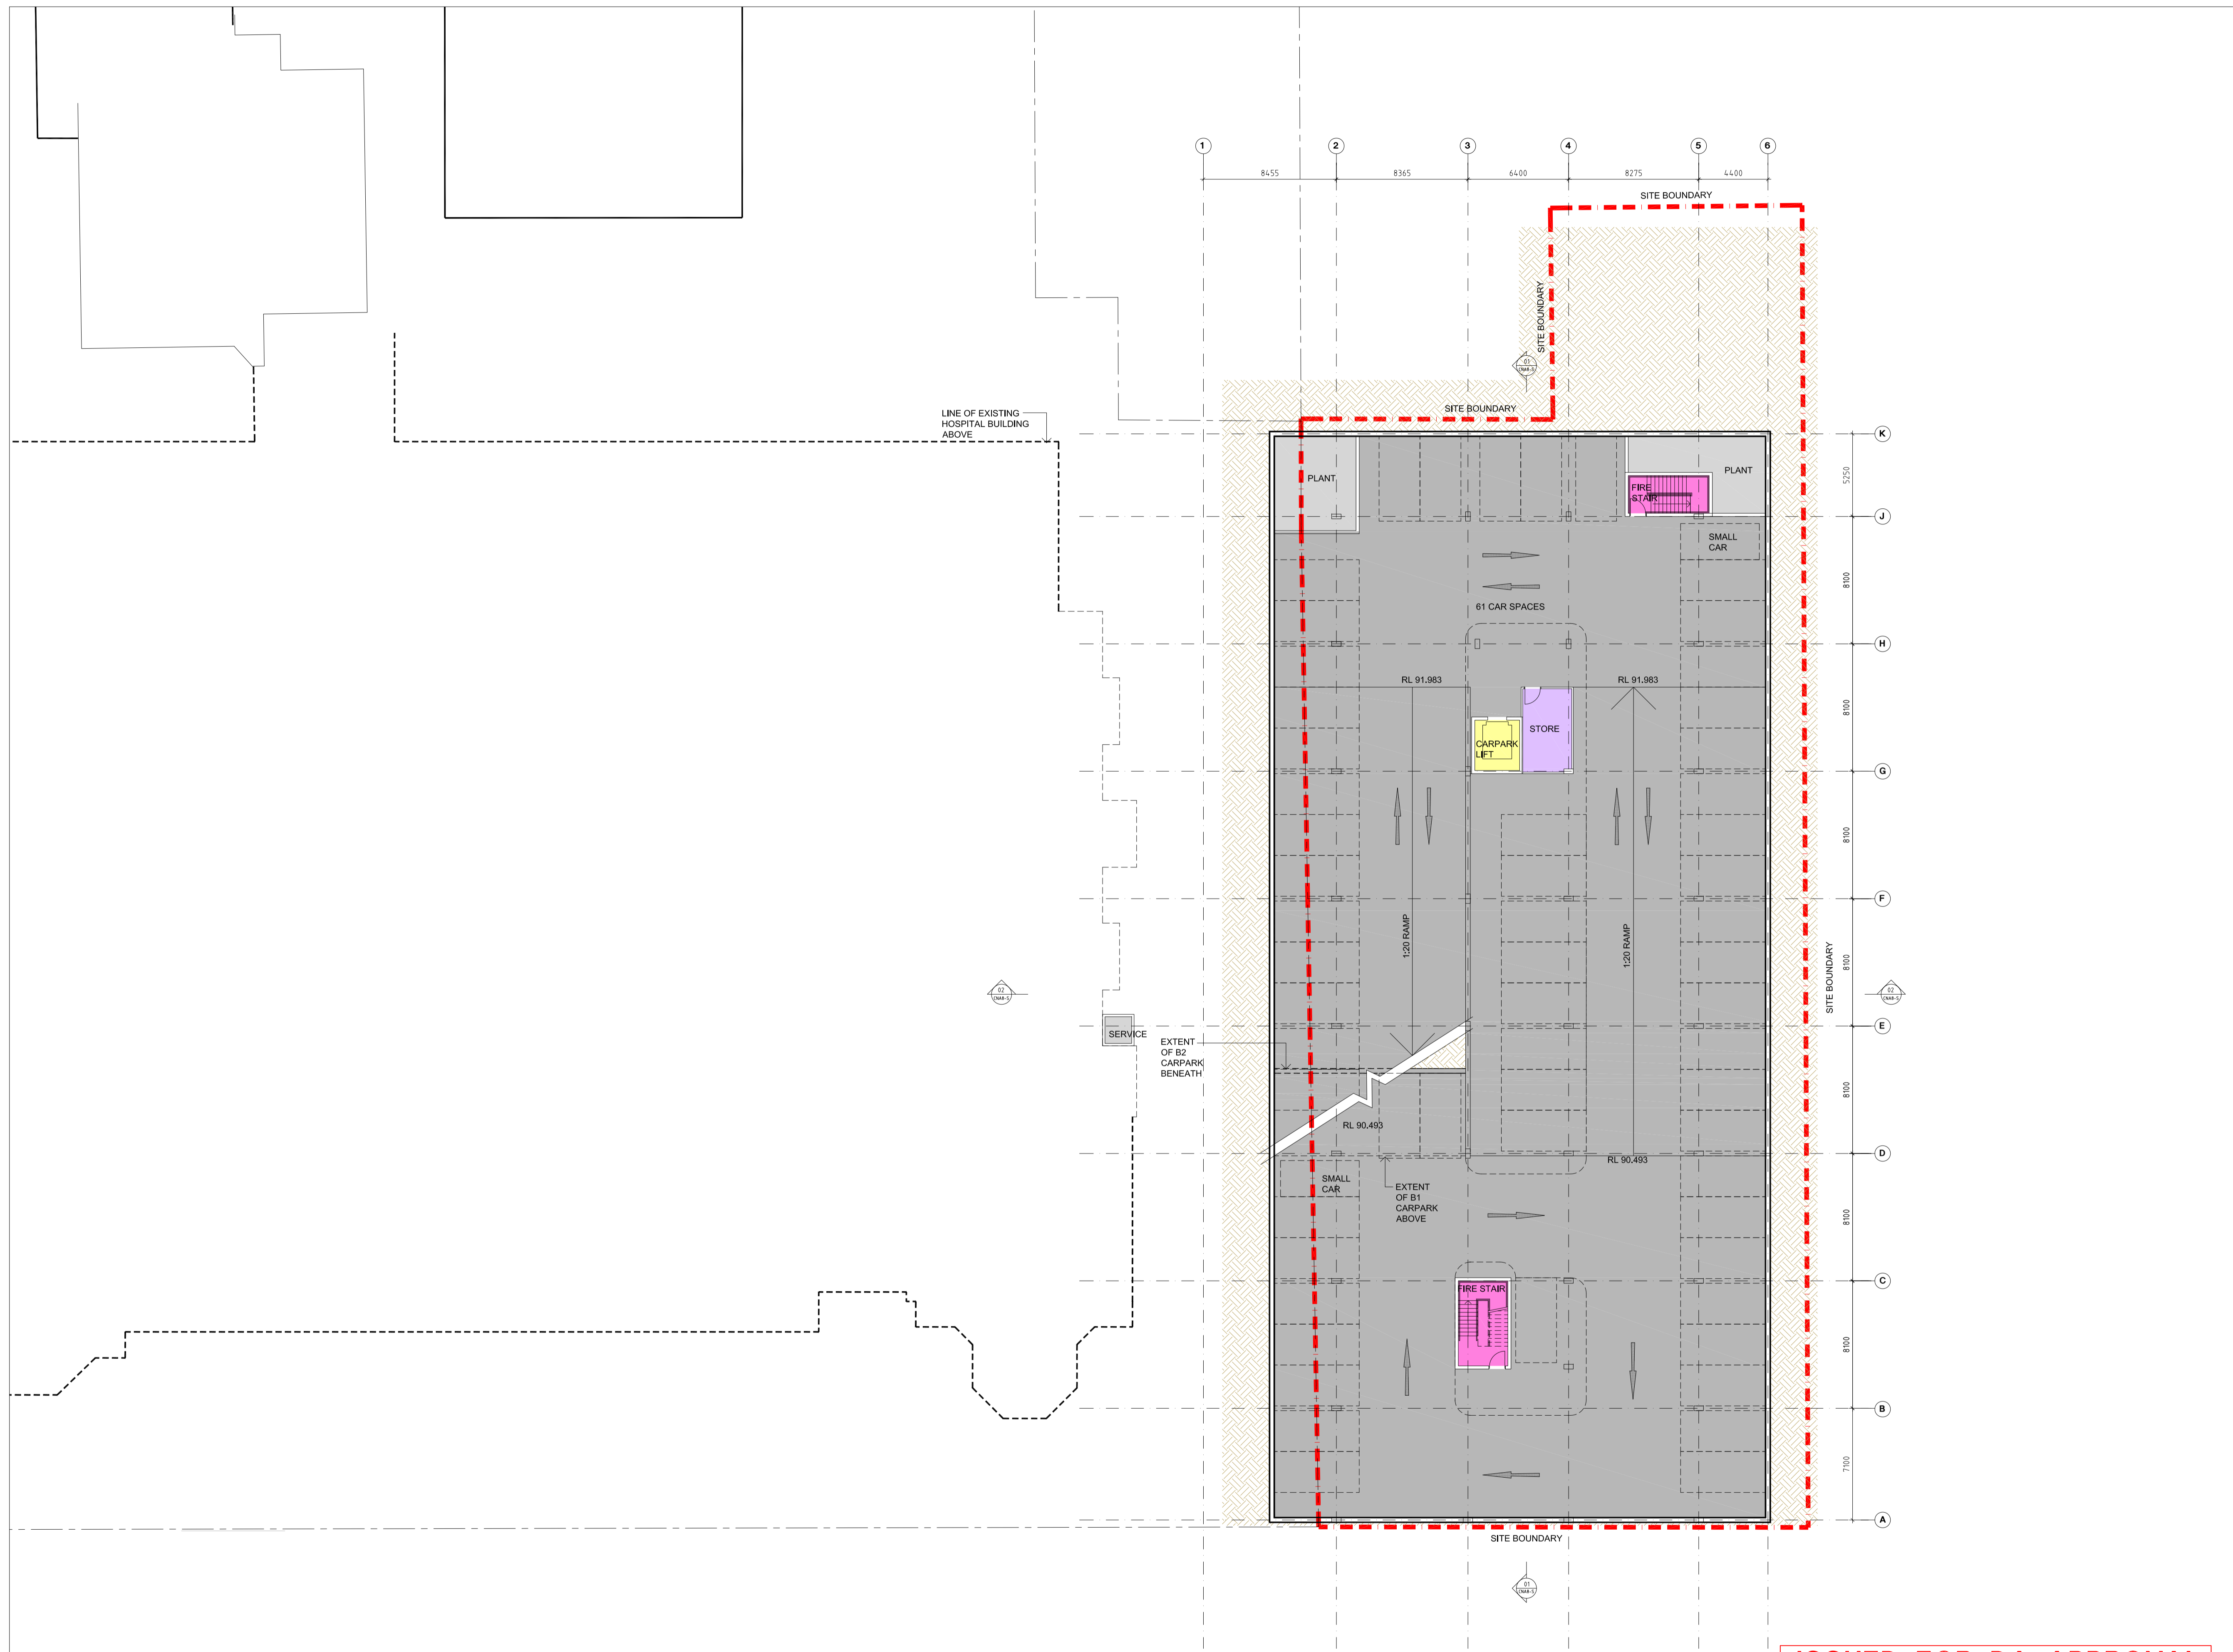 1
2
3
4
5
6
8455
8365
6400
8275
4400
SITE BOUNDARY
SITE BOUNDARY
01
SITE BOUNDARY
LINE OF EXISTING
HOSPITAL BUILDING
ABOVE
K
PLANT
PLANT
5250
FIRE
STAIR
J
SMALL
CAR
8100
61 CAR SPACES
H
RL 91.983
RL 91.983
8100
STORE
CARPARK
LIFT
G
8100
F
1:20 RAMP
1:20 RAMP
8100
SITE BOUNDARY
02
02
E
SERVICE
EXTENT
OF B2
CARPARK
BENEATH
8100
RL 90.493
D
RL 90.493
SMALL
CAR
EXTENT
OF B1
CARPARK
ABOVE
8100
C
FIRE STAIR
8100
B
7100
A
SITE BOUNDARY
01